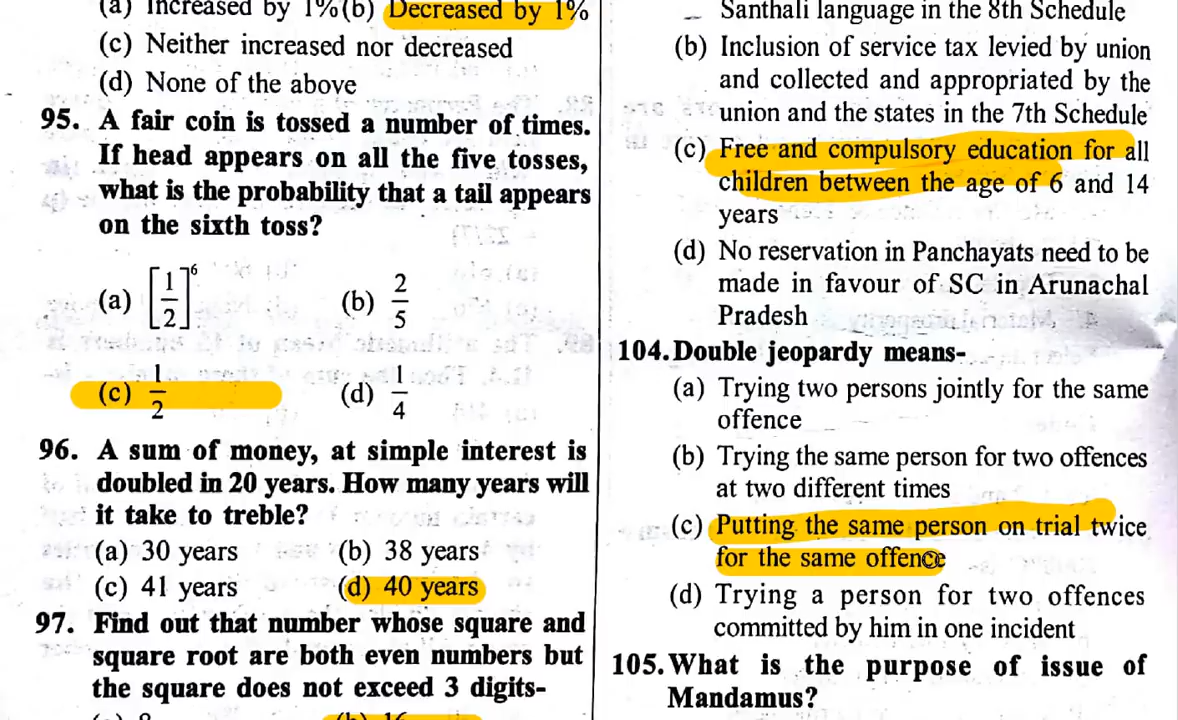 (a) Increased by 1% (b) Decreased by 1%
(c) Neither increased nor decreased
(d) None of the above
95. A fair coin is tossed a number of times.
If head appears on all the five tosses,
what is the probability that a tail appears
on the sixth toss?
(a) [1/2]⁶ (b) 2/5
(c) 1/2 (d) 1/4
96. A sum of money, at simple interest is
doubled in 20 years. How many years will
it take to treble?
(a) 30 years (b) 38 years
(c) 41 years (d) 40 years
97. Find out that number whose square and
square root are both even numbers but
the square does not exceed 3 digits-
(a) 8 (b) 16
Santhali language in the 8th Schedule
(b) Inclusion of service tax levied by union
and collected and appropriated by the
union and the states in the 7th Schedule
(c) Free and compulsory education for all
children between the age of 6 and 14
years
(d) No reservation in Panchayats need to be
made in favour of SC in Arunachal
Pradesh
104. Double jeopardy means-
(a) Trying two persons jointly for the same
offence
(b) Trying the same person for two offences
at two different times
(c) Putting the same person on trial twice
for the same offence
(d) Trying a person for two offences
committed by him in one incident
105. What is the purpose of issue of
Mandamus?